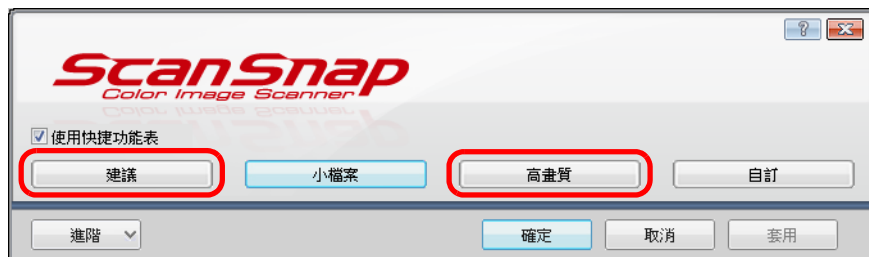 ScanSnap
Color Image Scanner
使用快捷功能表
建議 小檔案 高畫質 自訂
進階 確定 取消 套用